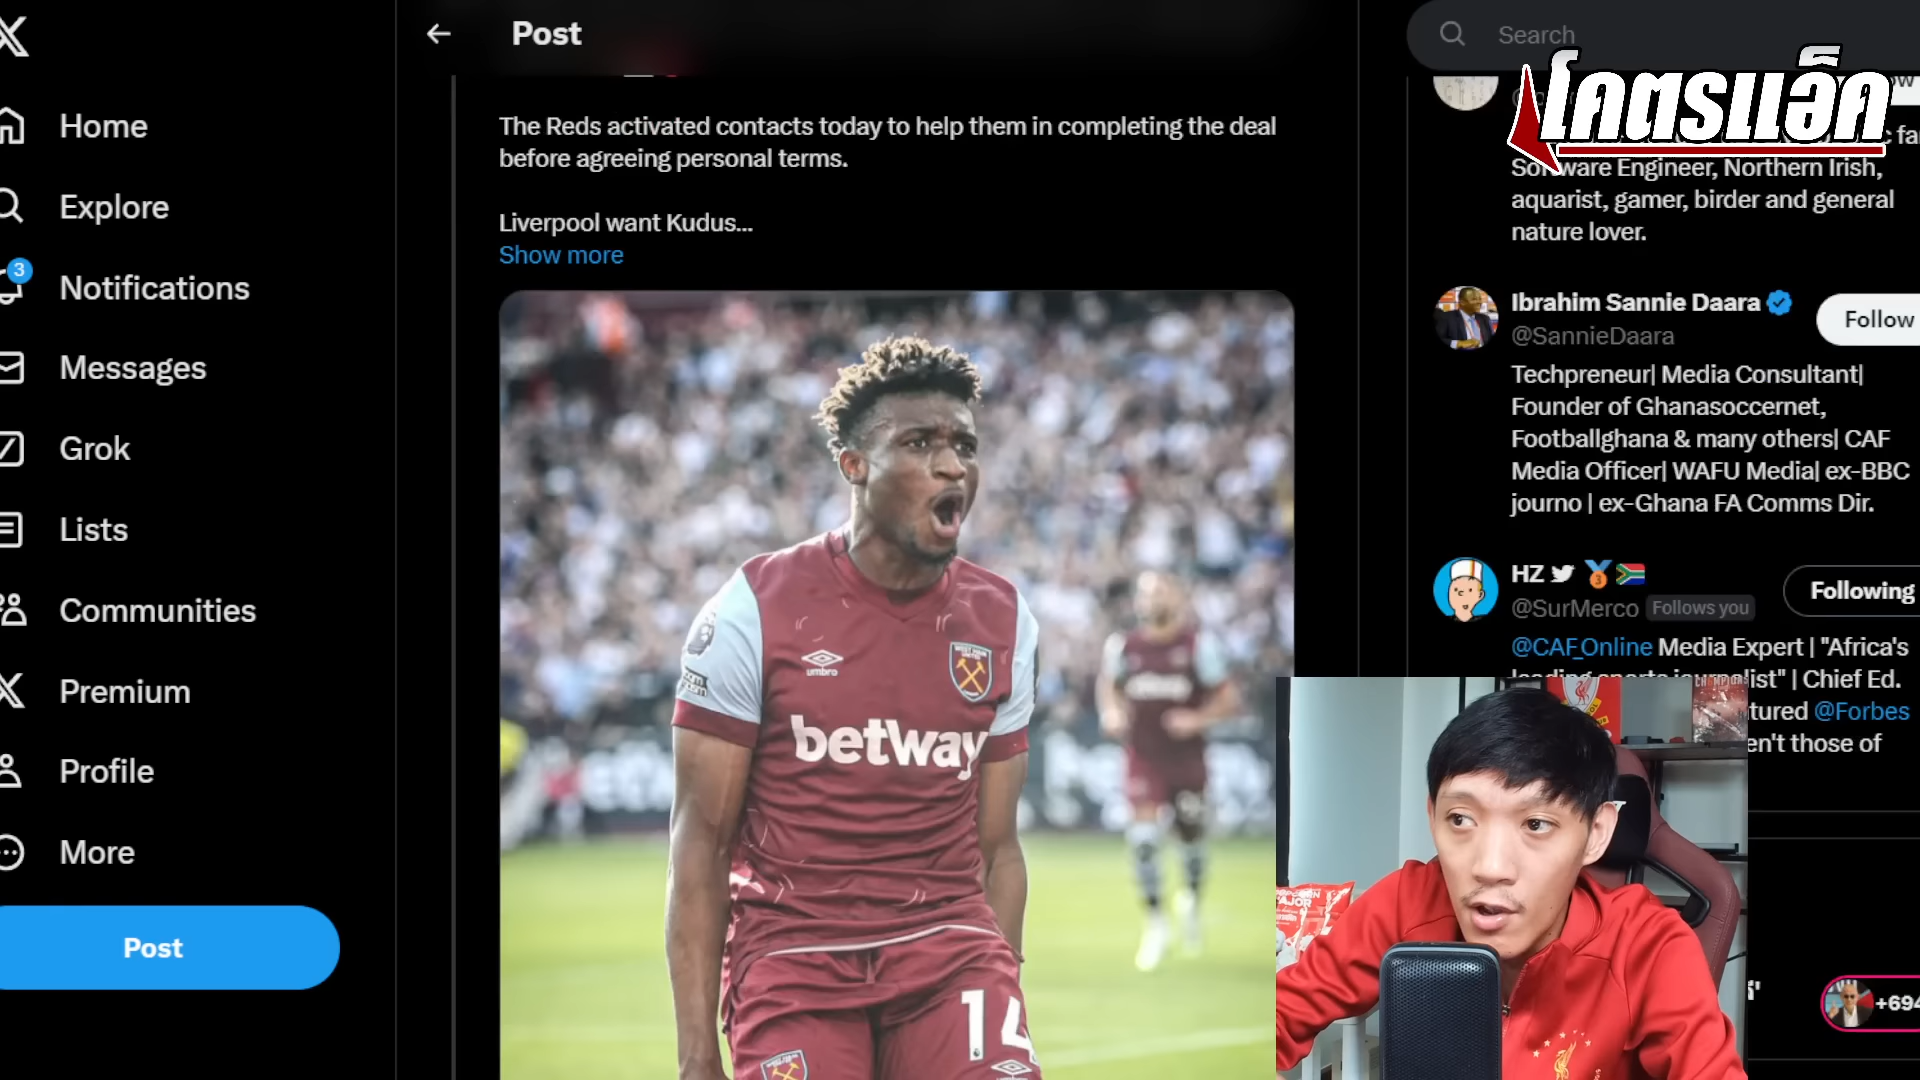 Home
Explore
3
Notifications
Messages
Grok
Lists
Communities
Premium
Profile
More
Post
Post
The Reds activated contacts today to help them in completing the deal
before agreeing personal terms.
Liverpool want Kudus...
Show more
umbro
betway
14
Search
โคตรแอ็ค
Software Engineer, Northern Irish,
aquarist, gamer, birder and general
nature lover.
Ibrahim Sannie Daara
@SannieDaara
Follow
Techpreneur| Media Consultant|
Founder of Ghanasoccernet,
Footballghana & many others| CAF
Media Officer| WAFU Media| ex-BBC
journo | ex-Ghana FA Comms Dir.
HZ
@SurMerco Follows you
Following
@CAF_Online Media Expert | "Africa's
leading sports journalist" | Chief Ed.
@Forbes
en't those of
+694